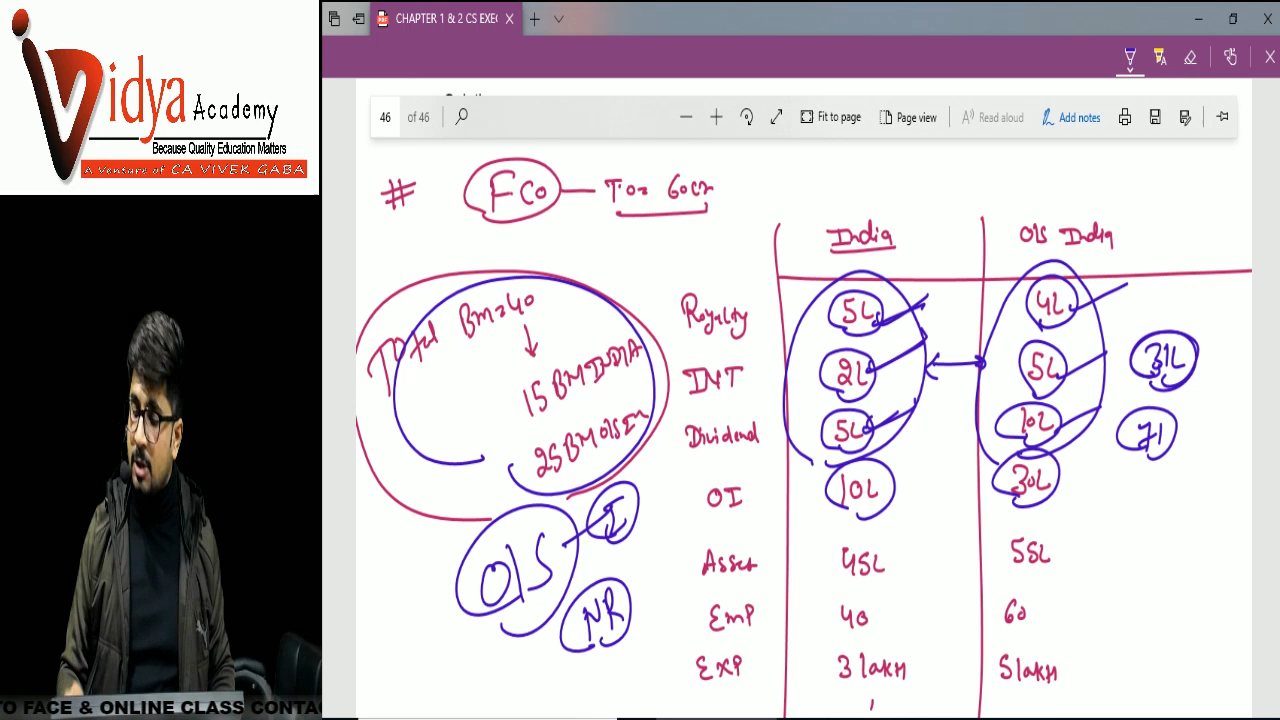 CHAPTER 1 & 2 CS EXEC
Vidya
Academy
Because Quality Education Matters
A Venture of CA VIVEK GABA
46 of 46
Fit to page
Page view
Read aloud
Add notes
# FCo — T.O= 60cr
India O/S India
Total BM=40
15 BM INDIA
25 BM O/S In
Royalty 5L 4L
INT 2L 5L 31L
Dividend 5L 10L 71
OI 10L 30L
O/S I
NR
Asset 45L 55L
EmP 40 60
EXP 3 lakh 5 lakh
TO FACE & ONLINE CLASS CONTA